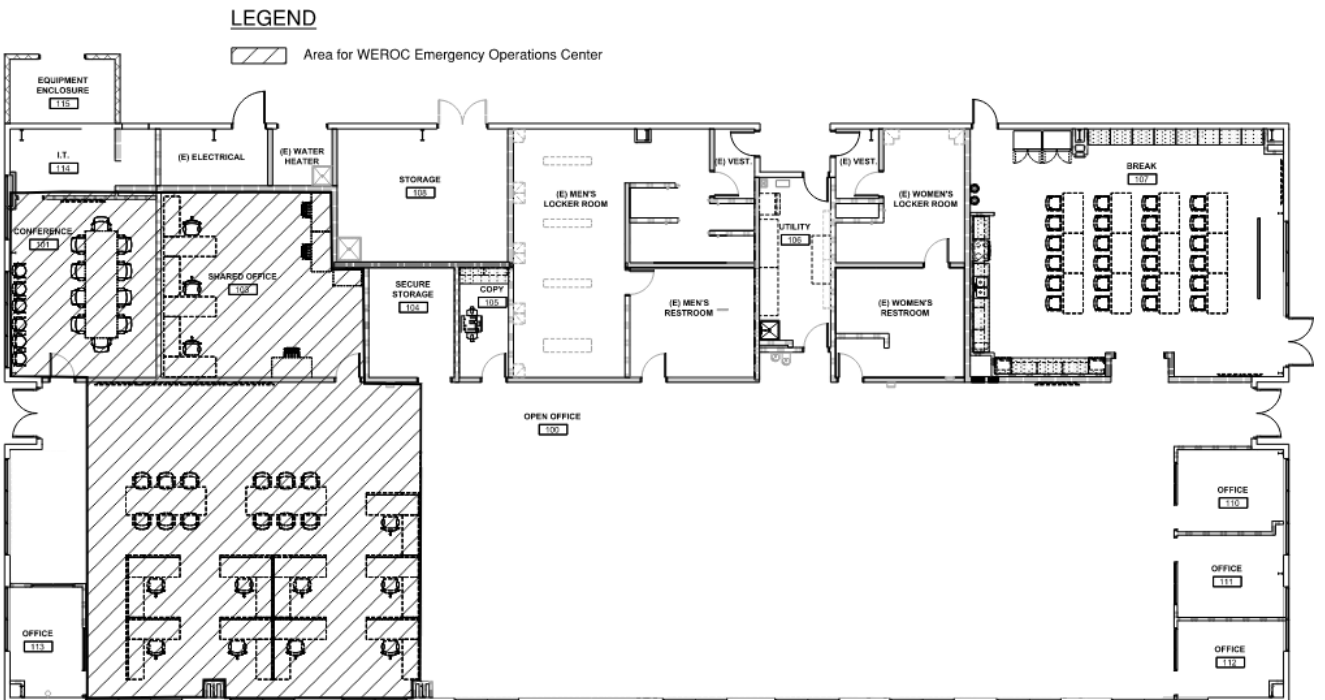 LEGEND
Area for WEROC Emergency Operations Center
EQUIPMENT
ENCLOSURE
115
I.T.
114
(E) ELECTRICAL
(E) WATER
HEATER
STORAGE
108
(E) MEN'S
LOCKER ROOM
(E) VEST.
(E) VEST.
(E) WOMEN'S
LOCKER ROOM
BREAK
107
CONFERENCE
101
SHARED OFFICE
103
SECURE
STORAGE
104
COPY
105
(E) MEN'S
RESTROOM
UTILITY
106
(E) WOMEN'S
RESTROOM
OPEN OFFICE
100
OFFICE
110
OFFICE
111
OFFICE
113
OFFICE
112